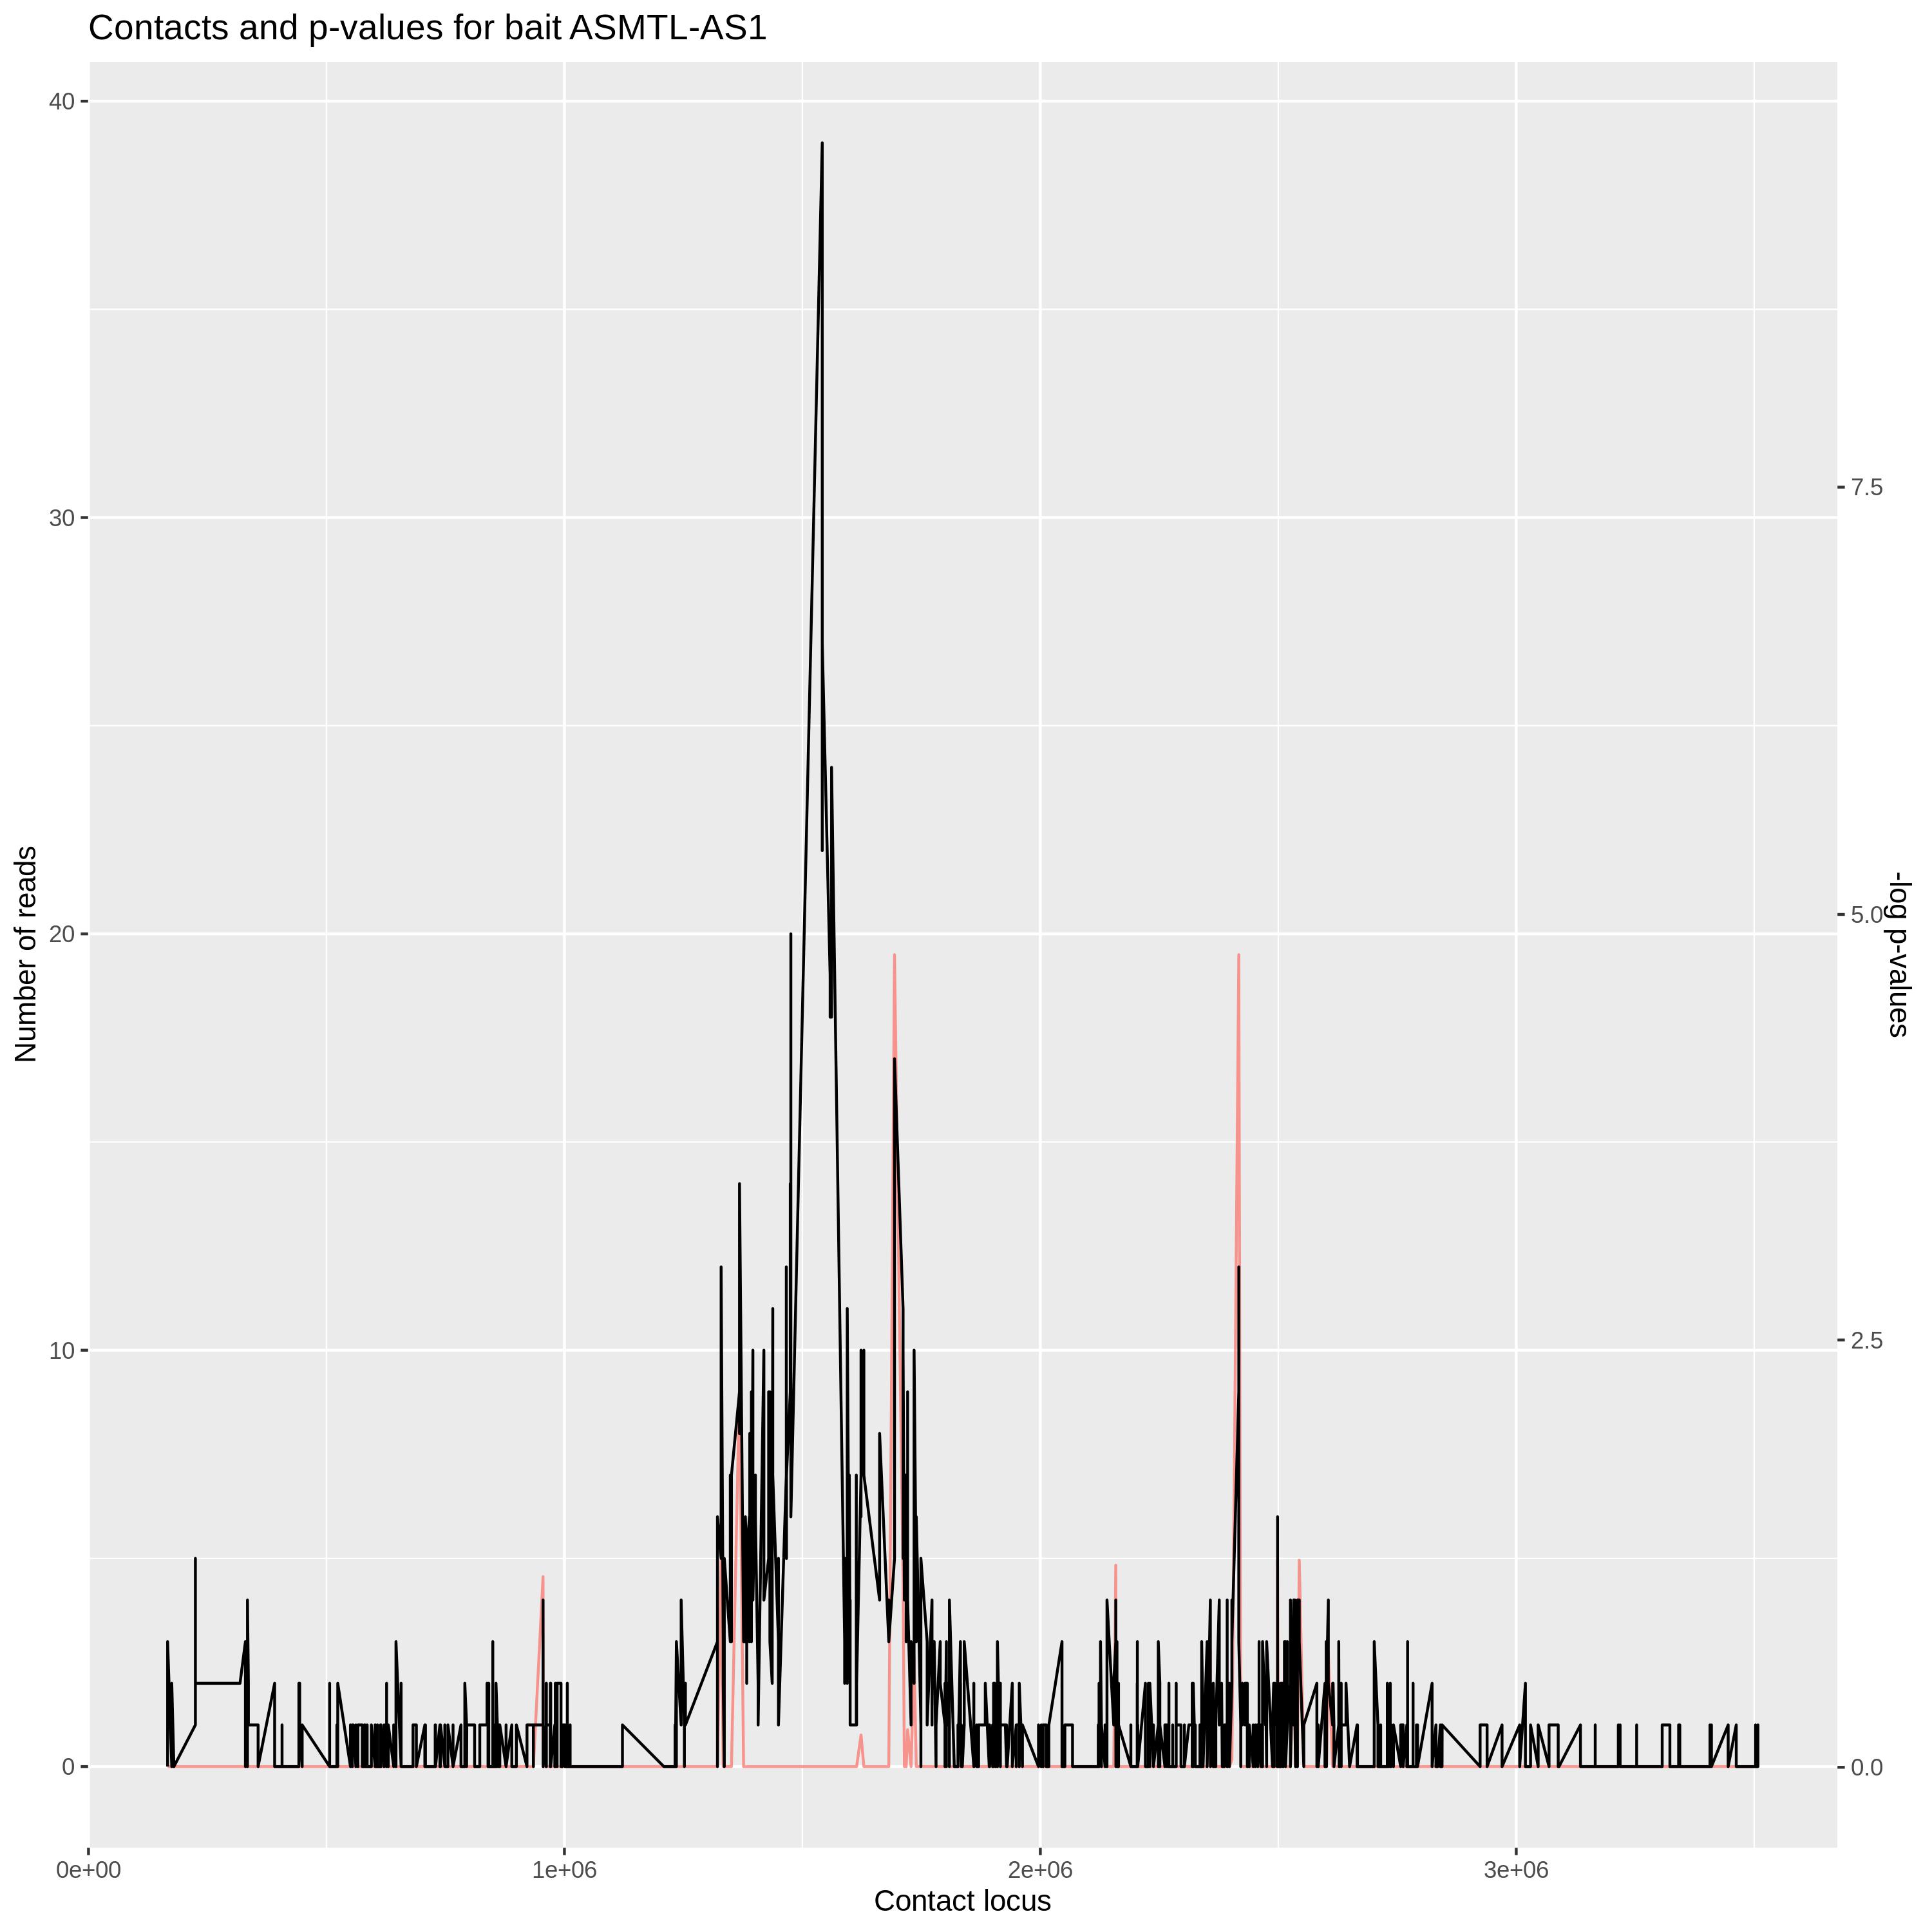 Contacts and p-values for bait ASMTL-AS1
40
30
20
10
0
Number of reads
7.5
5.0
2.5
0.0
-log p-values
0e+00
1e+06
2e+06
3e+06
Contact locus